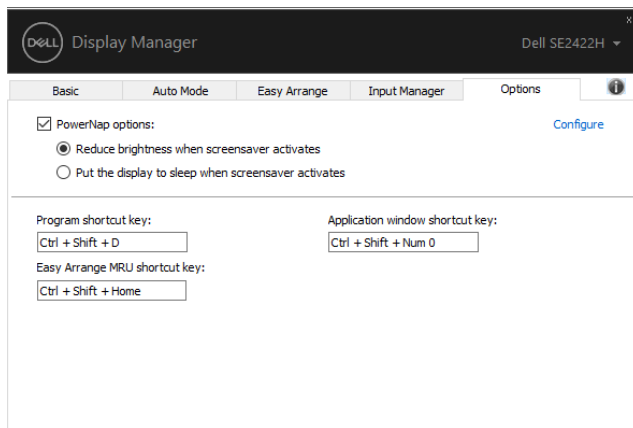 DELL Display Manager
Dell SE2422H
Basic Auto Mode Easy Arrange Input Manager Options
PowerNap options:
Configure
Reduce brightness when screensaver activates
Put the display to sleep when screensaver activates
Program shortcut key: Application window shortcut key:
Ctrl + Shift + D Ctrl + Shift + Num 0
Easy Arrange MRU shortcut key:
Ctrl + Shift + Home